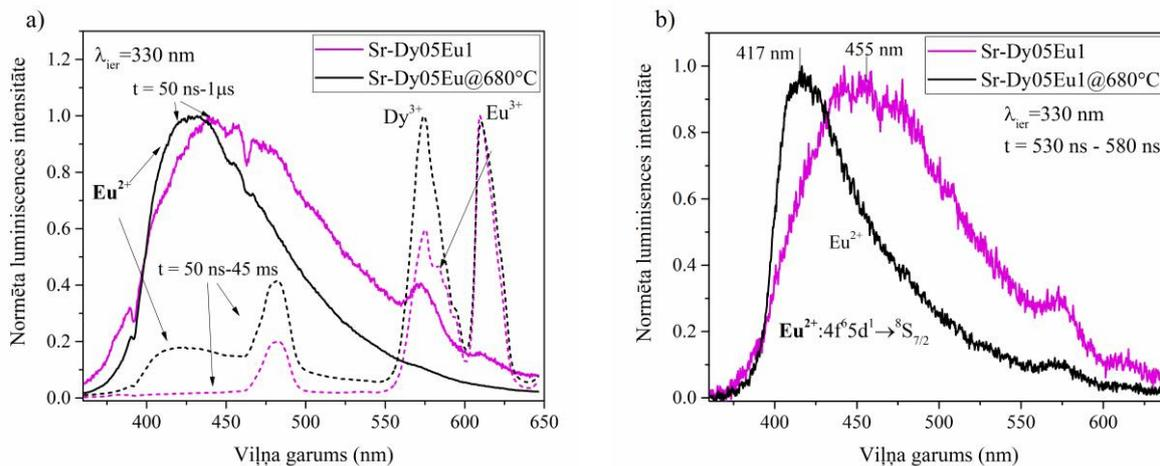 a)
λier=330 nm
t = 50 ns-1µs
Sr-Dy05Eu1
Sr-Dy05Eu@680°C
Dy3+
Eu3+
Eu2+
t = 50 ns-45 ms
Normēta luminiscences intensitāte
0.0
0.2
0.4
0.6
0.8
1.0
1.2
400
450
500
550
600
650
Viļņa garums (nm)
b)
417 nm
455 nm
Sr-Dy05Eu1
Sr-Dy05Eu1@680°C
λier=330 nm
t = 530 ns - 580 ns
Eu2+
Eu2+:4f65d1→8S7/2
Normēta luminisences intensitāte
0.0
0.2
0.4
0.6
0.8
1.0
400
450
500
550
600
Viļņa garums (nm)